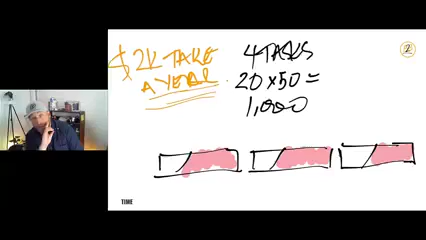 $2K TAKE
A YEAR.
4 TASKS
20 x 50 =
1,000
TIME